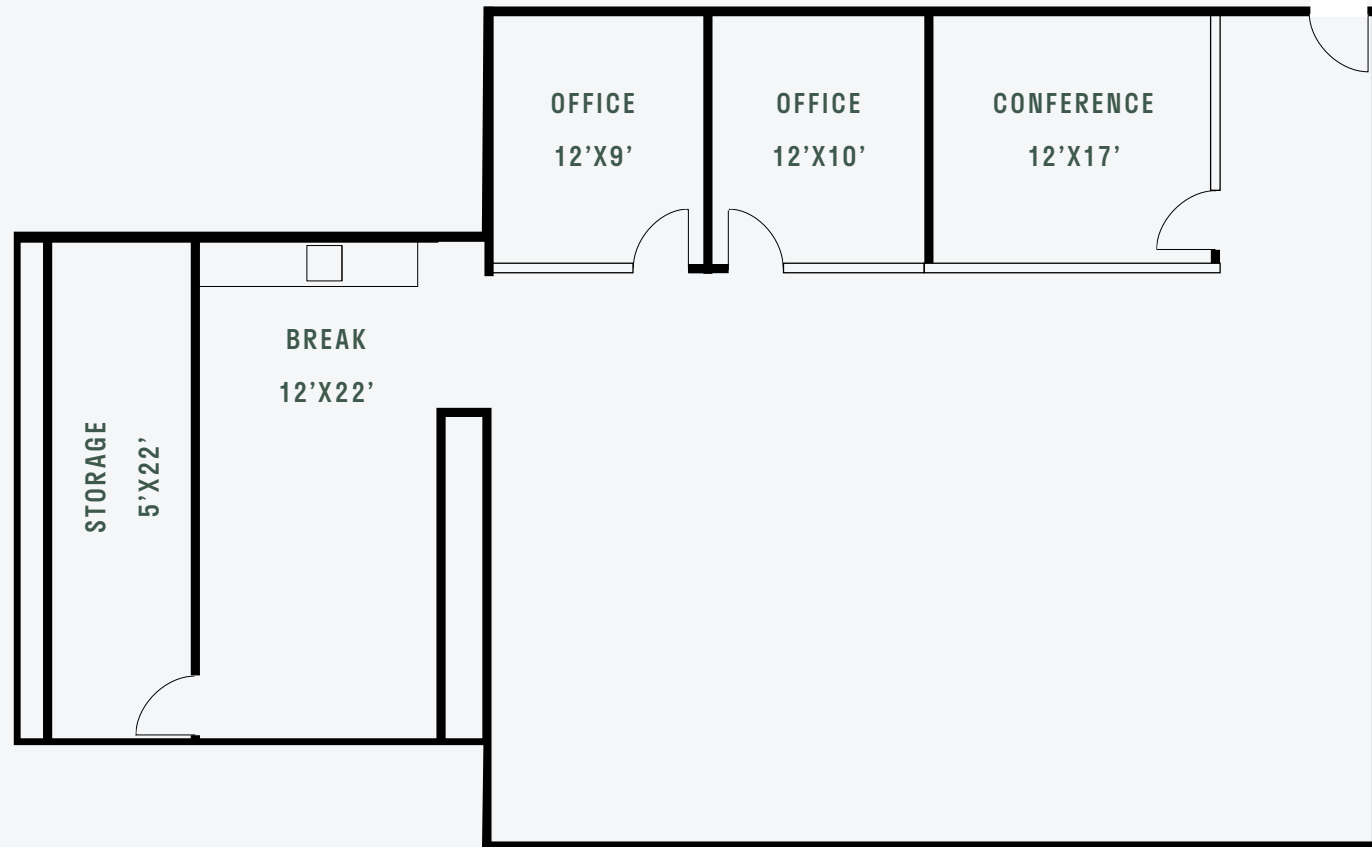 OFFICE
12’X9’
OFFICE
12’X10’
CONFERENCE
12’X17’
BREAK
12’X22’
STORAGE
5’X22’